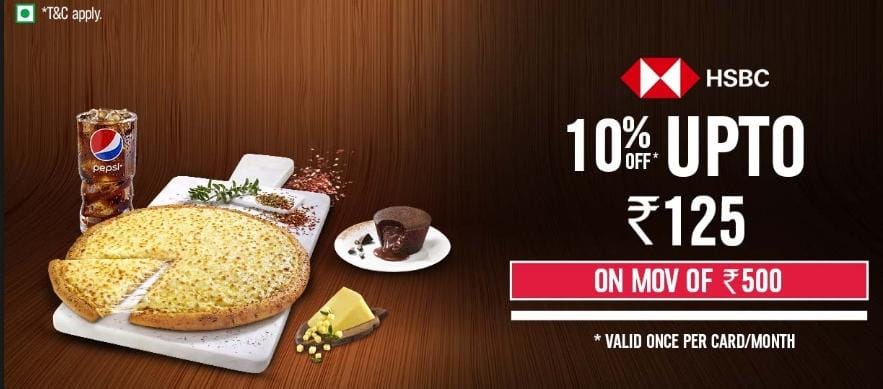 *T&C apply.
pepsi
HSBC
10% OFF* UPTO
₹125
ON MOV OF ₹500
* VALID ONCE PER CARD/MONTH